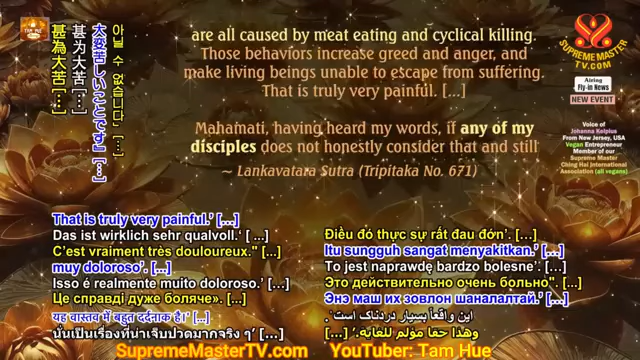 are all caused by meat eating and cyclical killing.
Those behaviors increase greed and anger, and
make living beings unable to escape from suffering.
That is truly very painful. [...]
Mahamati, having heard my words, if any of my
disciples does not honestly consider that and still
~ Lankavatara Sutra (Tripitaka No. 671)
아닐 수 없습니다’ […]
大変苦しいことです』 […]
甚为大苦 […]
甚為大苦 […]
SUPREME MASTER
TV.COM
Airing
Fly-in News
NEW EVENT
Voice of
Johanna Kelpius
From New Jersey, USA
Vegan Entrepreneur
Member of our
Supreme Master
Ching Hai International
Association (all vegans)
That is truly very painful.’ […]
Das ist wirklich sehr qualvoll.‘ [ ...]
C’est vraiment très douloureux." […]
muy doloroso’. […]
Isso é realmente muito doloroso.’ […]
Це справді дуже боляче». […]
यह वास्तव में बहुत दर्दनाक है।‘ […]
นั่นเป็นเรื่องที่น่าเจ็บปวดมากจริง ๆ’ […]
Điều đó thực sự rất đau đớn’. […]
Itu sungguh sangat menyakitkan.’ […]
To jest naprawdę bardzo bolesne’. […]
Это действительно очень больно". […]
Энэ маш их зовлон шаналалтай.’ […]
این واقعاً بسیار دردناک است‘.
وهذا حقا مؤلم للغاية.’ […]
SupremeMasterTV.com YouTuber: Tam Hue